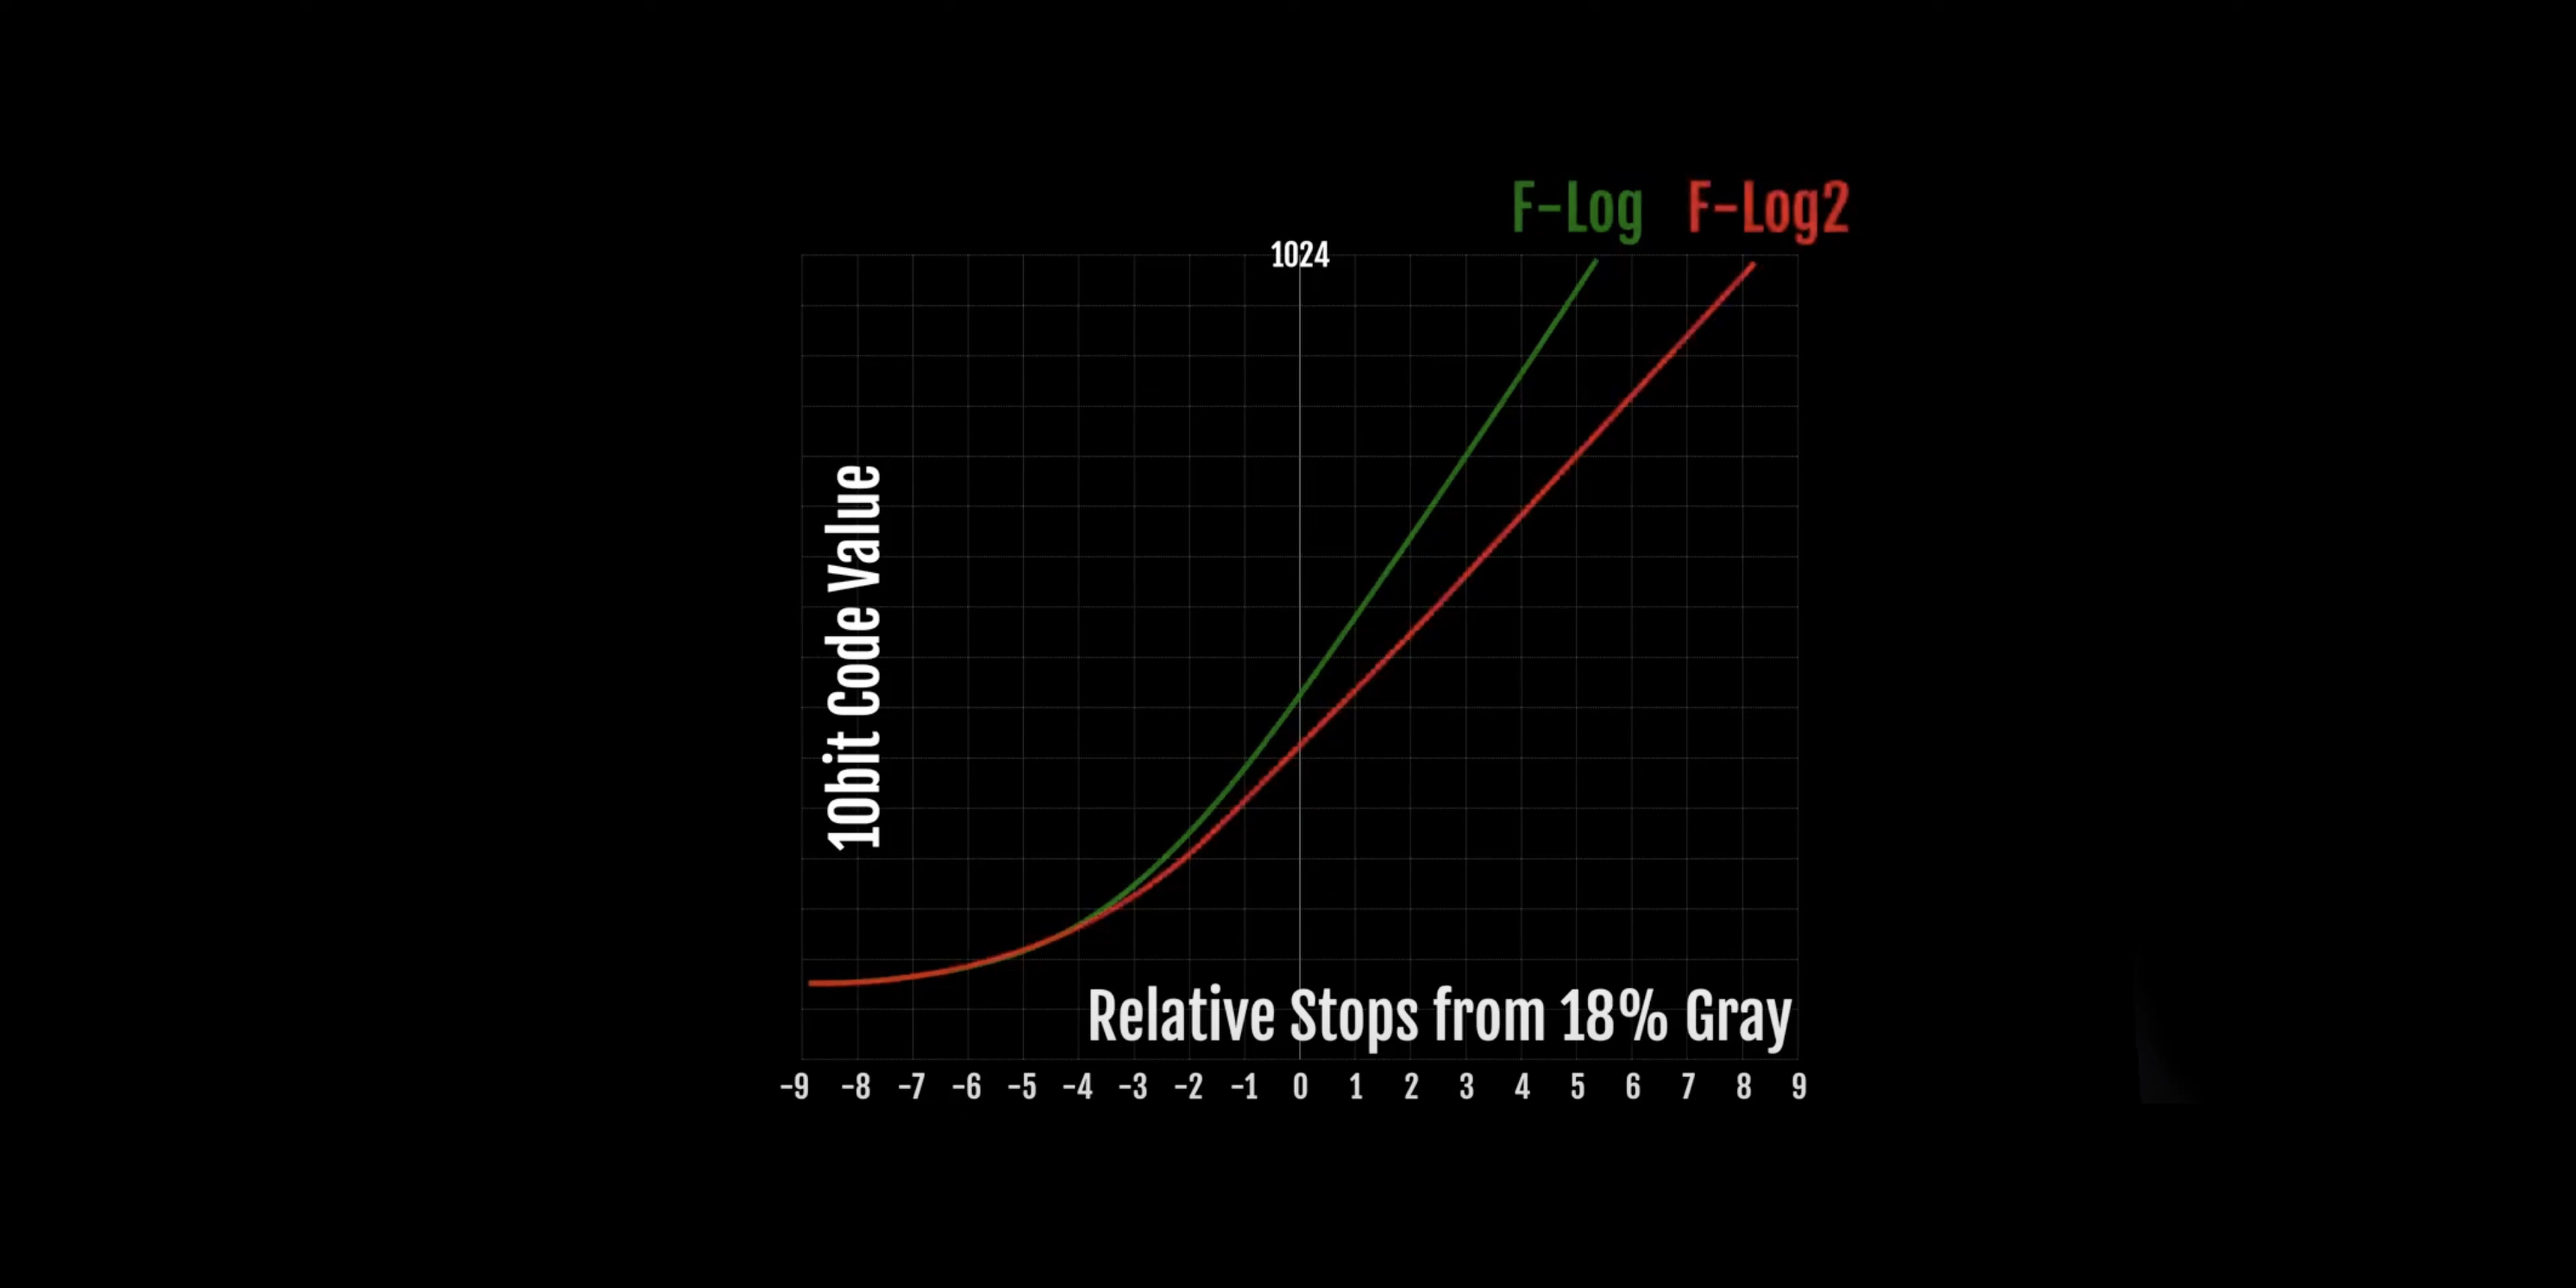 F-Log F-Log2
1024
10bit Code Value
Relative Stops from 18% Gray
-9 -8 -7 -6 -5 -4 -3 -2 -1 0 1 2 3 4 5 6 7 8 9